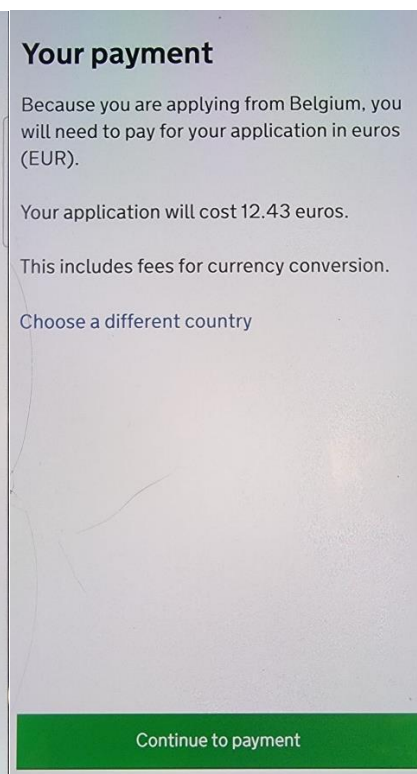 Your payment
Because you are applying from Belgium, you
will need to pay for your application in euros
(EUR).
Your application will cost 12.43 euros.
This includes fees for currency conversion.
Choose a different country
Continue to payment